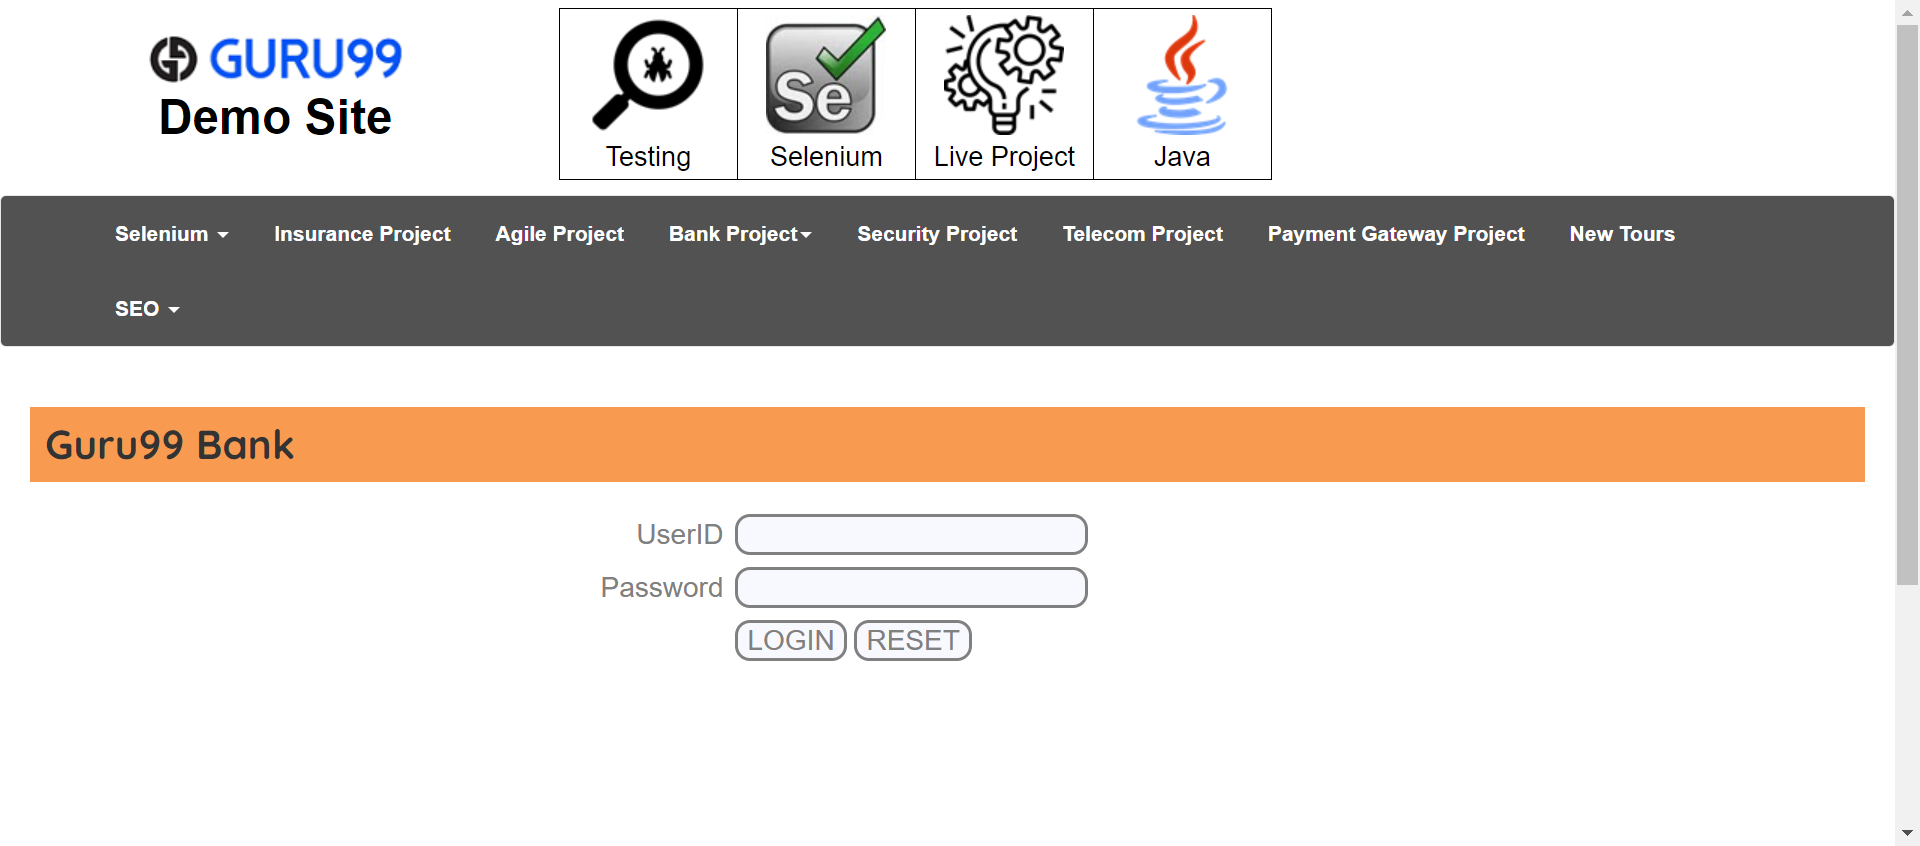 GURU99
Demo Site
Testing
Se
Selenium
Live Project
Java
Selenium
Insurance Project
Agile Project
Bank Project
Security Project
Telecom Project
Payment Gateway Project
New Tours
SEO
Guru99 Bank
UserID
Password
LOGIN RESET